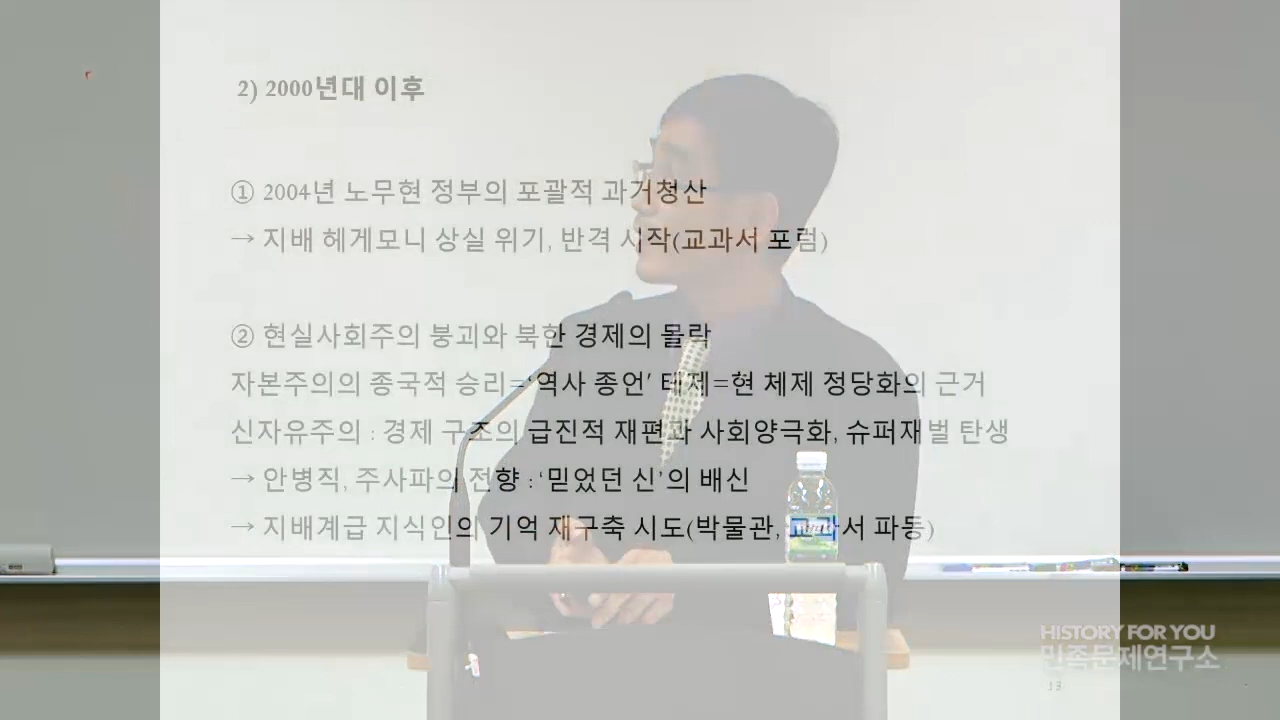 2) 2000년대 이후
① 2004년 노무현 정부의 포괄적 과거청산
→ 지배 헤게모니 상실 위기, 반격 시작(교과서 포럼)
② 현실사회주의 붕괴와 북한 경제의 몰락
자본주의의 종국적 승리=‘역사 종언’ 테제=현 체제 정당화의 근거
신자유주의 : 경제 구조의 급진적 재편과 사회양극화, 슈퍼재벌 탄생
→ 안병직, 주사파의 전향 : ‘믿었던 신’의 배신
→ 지배계급 지식인의 기억 재구축 시도(박물관, 교과서 파동)
HISTORY FOR YOU
민족문제연구소
13